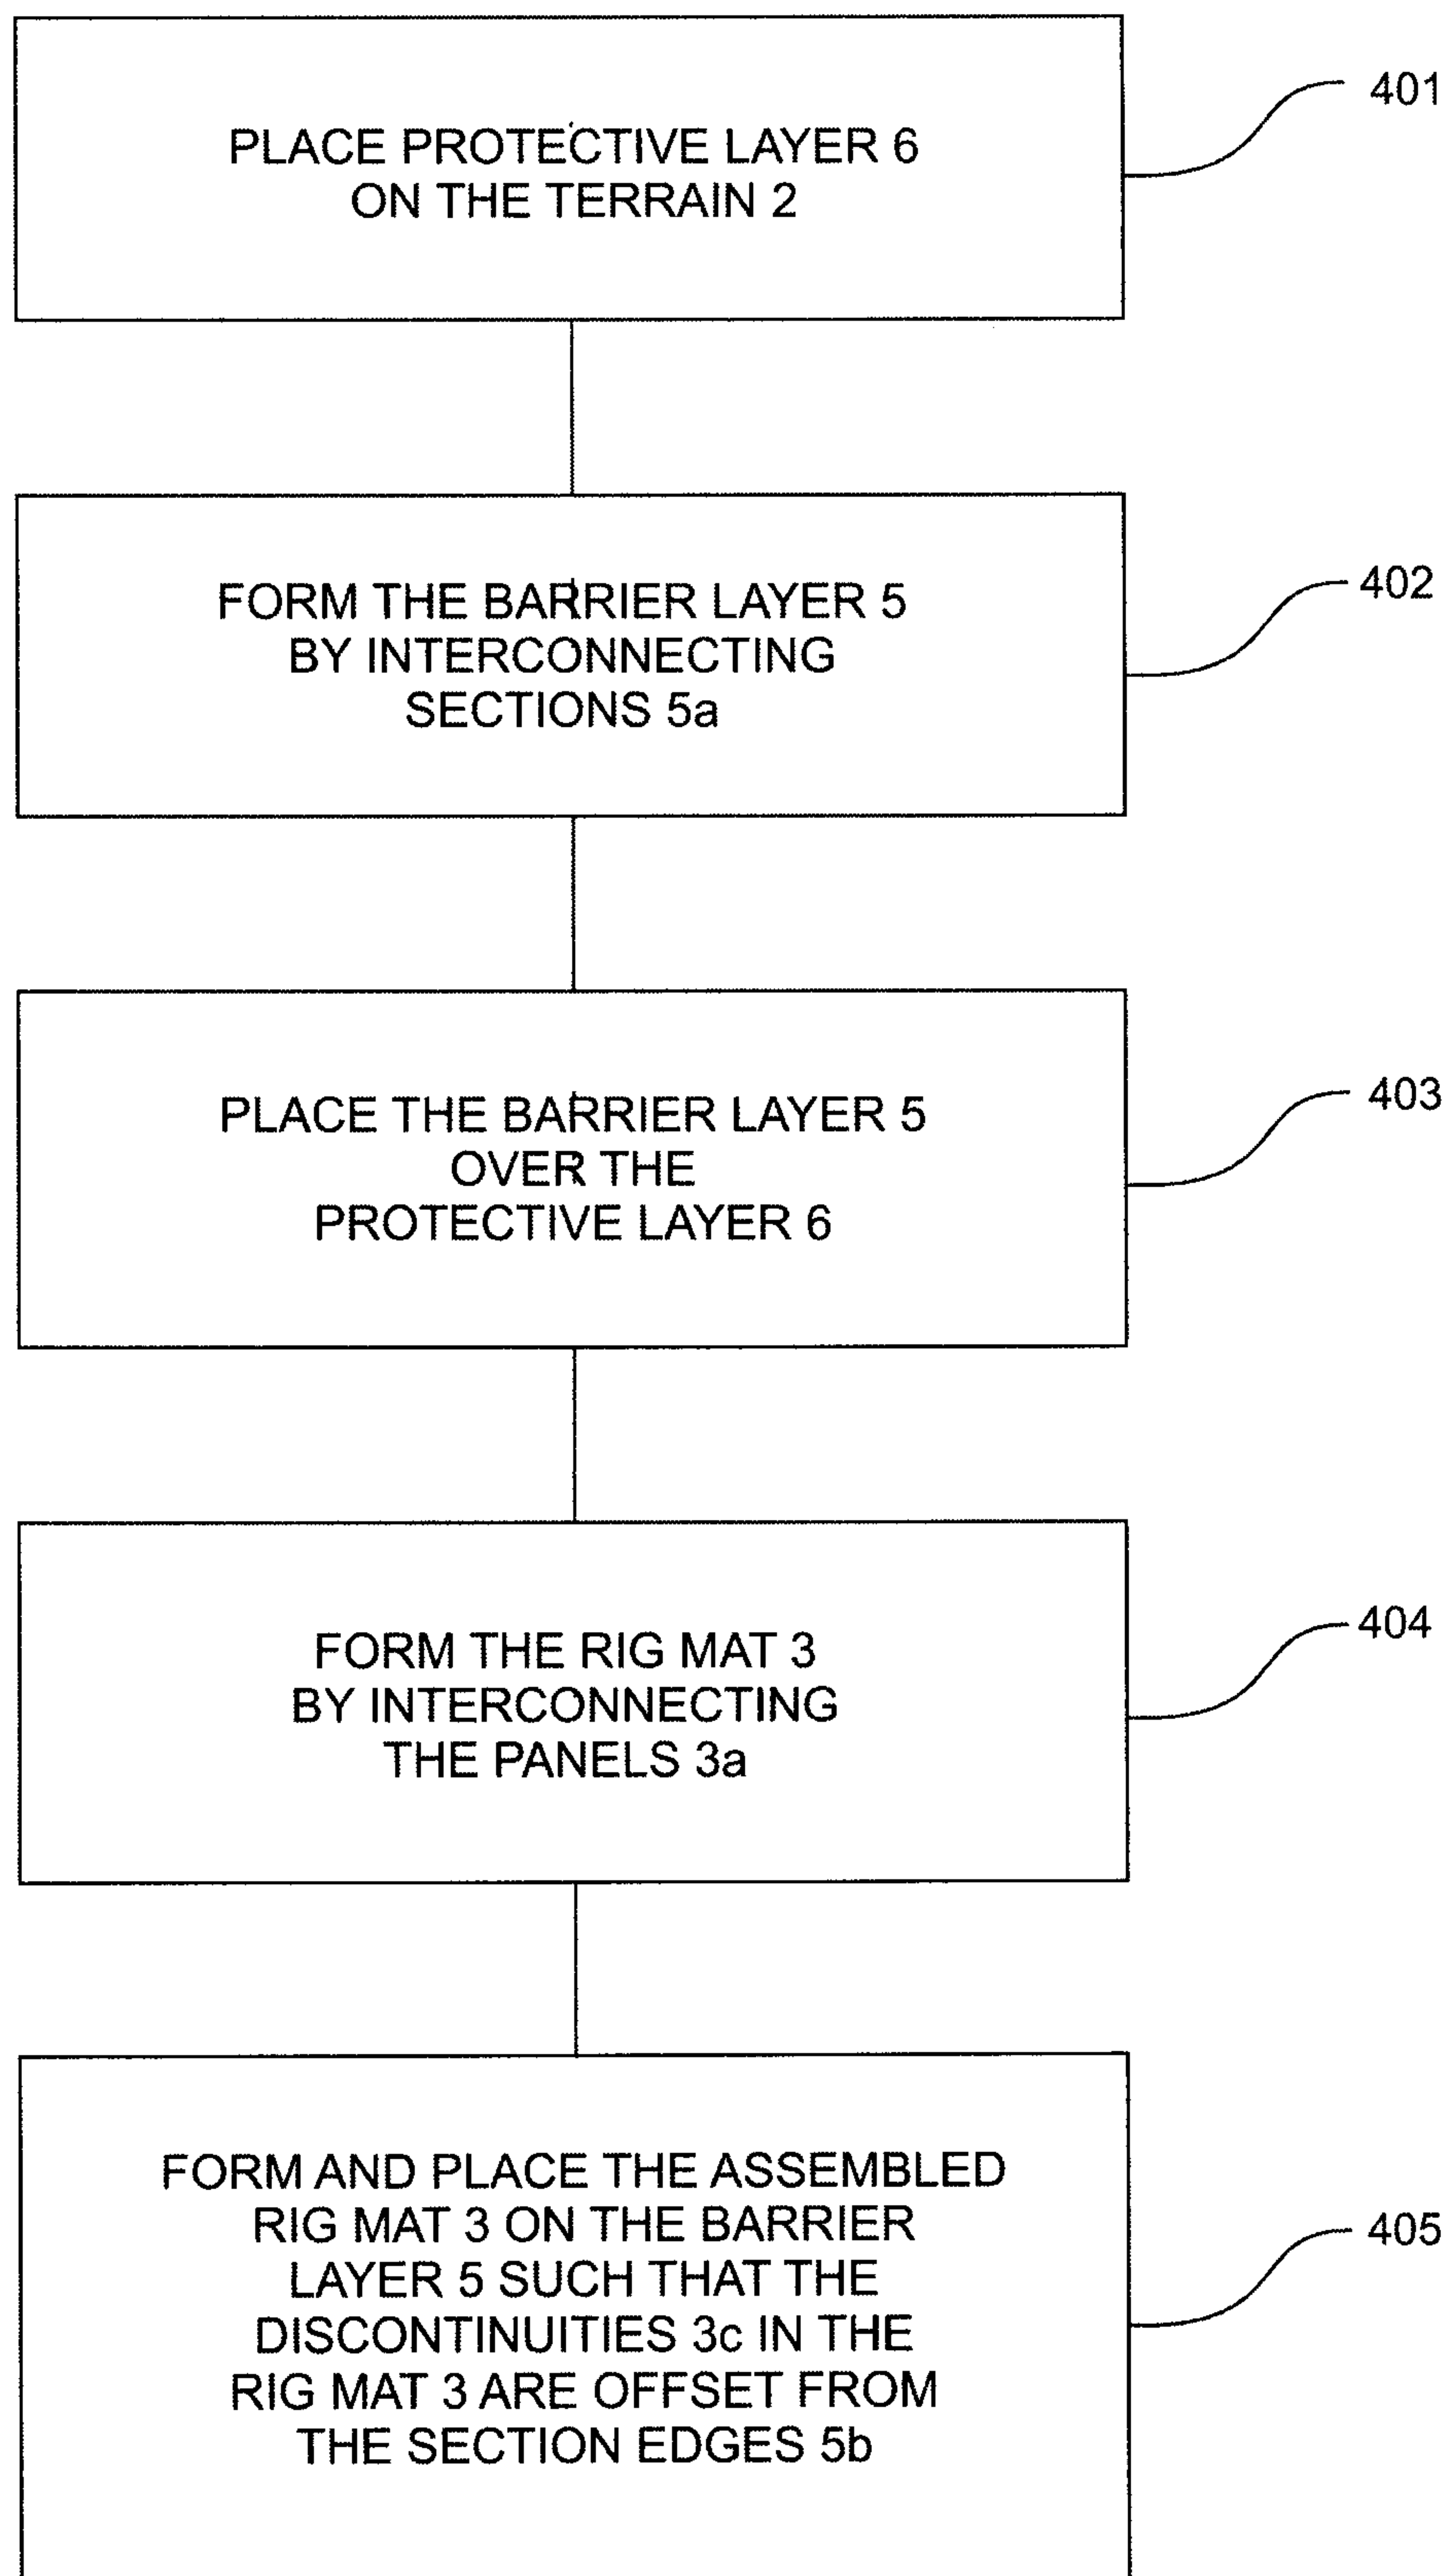 PLACE PROTECTIVE LAYER 6
ON THE TERRAIN 2
401
FORM THE BARRIER LAYER 5
BY INTERCONNECTING
SECTIONS 5a
402
PLACE THE BARRIER LAYER 5
OVER THE
PROTECTIVE LAYER 6
403
FORM THE RIG MAT 3
BY INTERCONNECTING
THE PANELS 3a
404
FORM AND PLACE THE ASSEMBLED
RIG MAT 3 ON THE BARRIER
LAYER 5 SUCH THAT THE
DISCONTINUITIES 3c IN THE
RIG MAT 3 ARE OFFSET FROM
THE SECTION EDGES 5b
405